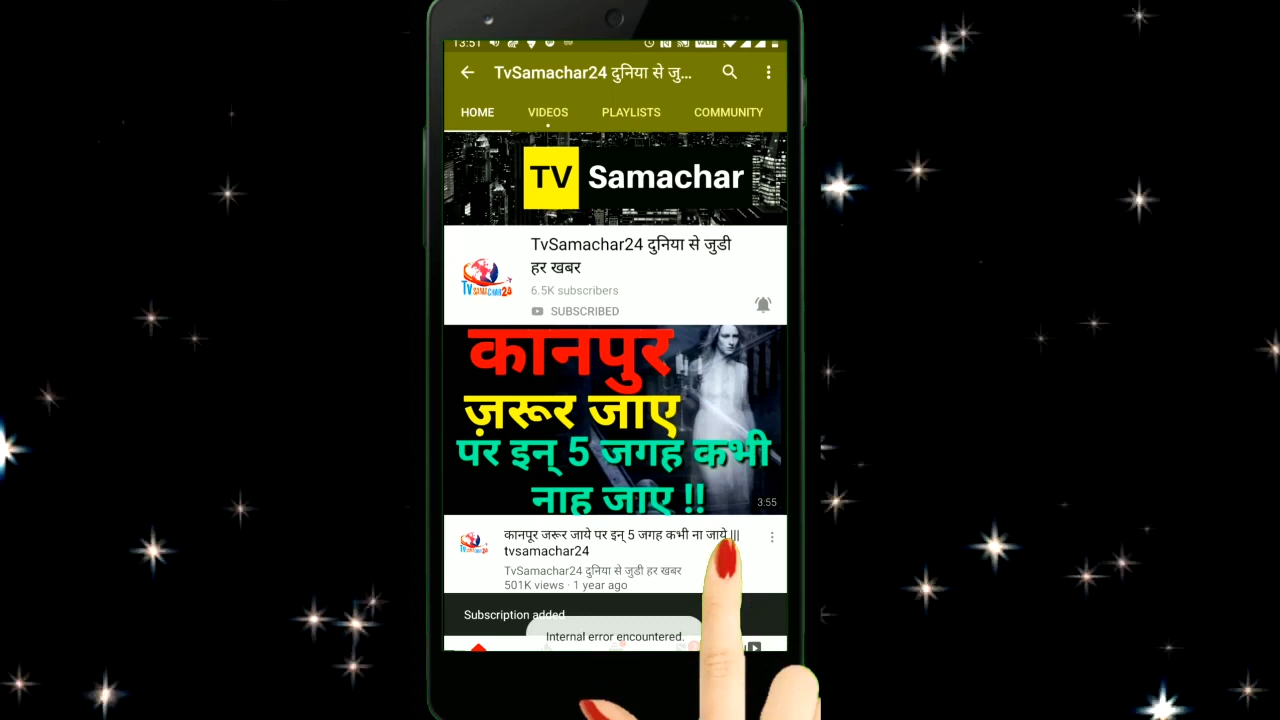 13:51
TvSamachar24 दुनिया से जु...
HOME VIDEOS PLAYLISTS COMMUNITY
TV Samachar
TvSamachar24 दुनिया से जुडी
हर खबर
6.5K subscribers
SUBSCRIBED
TV SAMACHAR24
कानपुर
ज़रूर जाए
पर इन् 5 जगह कभी
नाह जाए !!
3:55
कानपूर जरूर जाये पर इन् 5 जगह कभी ना जाये |||
tvsamachar24
TvSamachar24 दुनिया से जुडी हर खबर
501K views · 1 year ago
Subscription added
Internal error encountered.